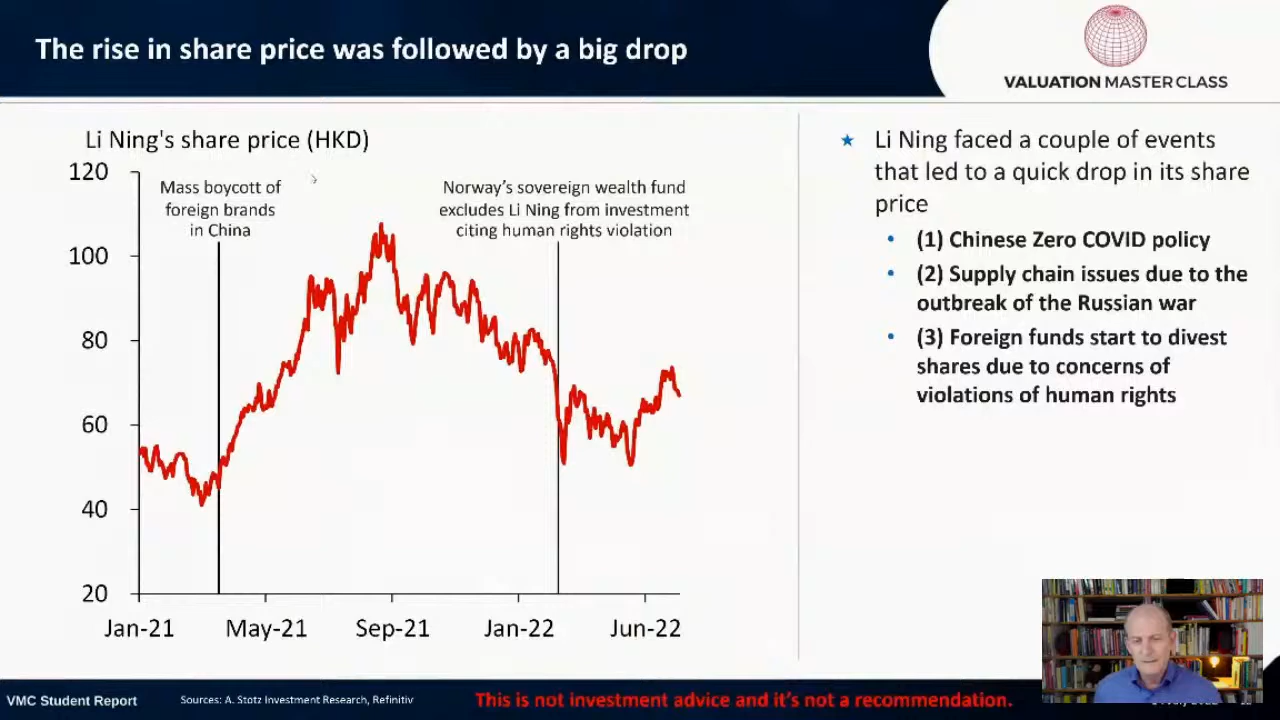 The rise in share price was followed by a big drop
VALUATION MASTER CLASS
Li Ning's share price (HKD)
120
100
80
60
40
20
Mass boycott of
foreign brands
in China
Norway's sovereign wealth fund
excludes Li Ning from investment
citing human rights violation
Jan-21
May-21
Sep-21
Jan-22
Jun-22
Li Ning faced a couple of events
that led to a quick drop in its share
price
(1) Chinese Zero COVID policy
(2) Supply chain issues due to the
outbreak of the Russian war
(3) Foreign funds start to divest
shares due to concerns of
violations of human rights
VMC Student Report
Sources: A. Stotz Investment Research, Refinitiv
This is not investment advice and it's not a recommendation.